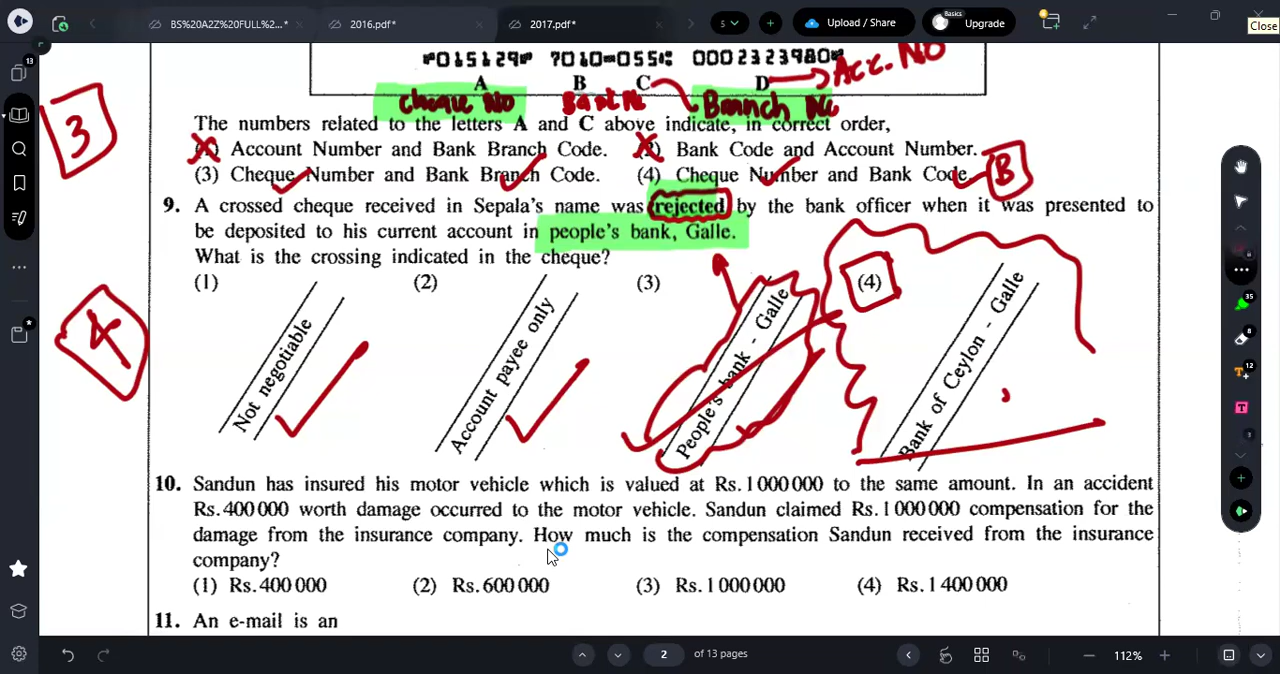 BS%20A2Z%20FULL%2...*
2016.pdf*
2017.pdf*
5
Upload / Share
Basics
Upgrade
8
Close
13
⑈015129⑈ 7010⑉055⑆ 0002323980⑈
A B C D Acc. NO
Cheque NO Branch
The numbers related to the letters A and C above indicate, in correct order,
3
(1) Account Number and Bank Branch Code. (2) Bank Code and Account Number.
(3) Cheque Number and Bank Branch Code. (4) Cheque Number and Bank Code. B
9. A crossed cheque received in Sepala's name was rejected by the bank officer when it was presented to
be deposited to his current account in people's bank, Galle.
What is the crossing indicated in the cheque?
(1) (2) (3) (4)
4
Not negotiable
Account payee only
People's bank - Galle
Bank of Ceylon - Galle
35
8
12
T
3
10. Sandun has insured his motor vehicle which is valued at Rs. 1 000 000 to the same amount. In an accident
Rs. 400 000 worth damage occurred to the motor vehicle. Sandun claimed Rs. 1 000 000 compensation for the
damage from the insurance company. How much is the compensation Sandun received from the insurance
company?
(1) Rs. 400 000 (2) Rs. 600 000 (3) Rs. 1 000 000 (4) Rs. 1 400 000
11. An e-mail is an
2 of 13 pages
112%